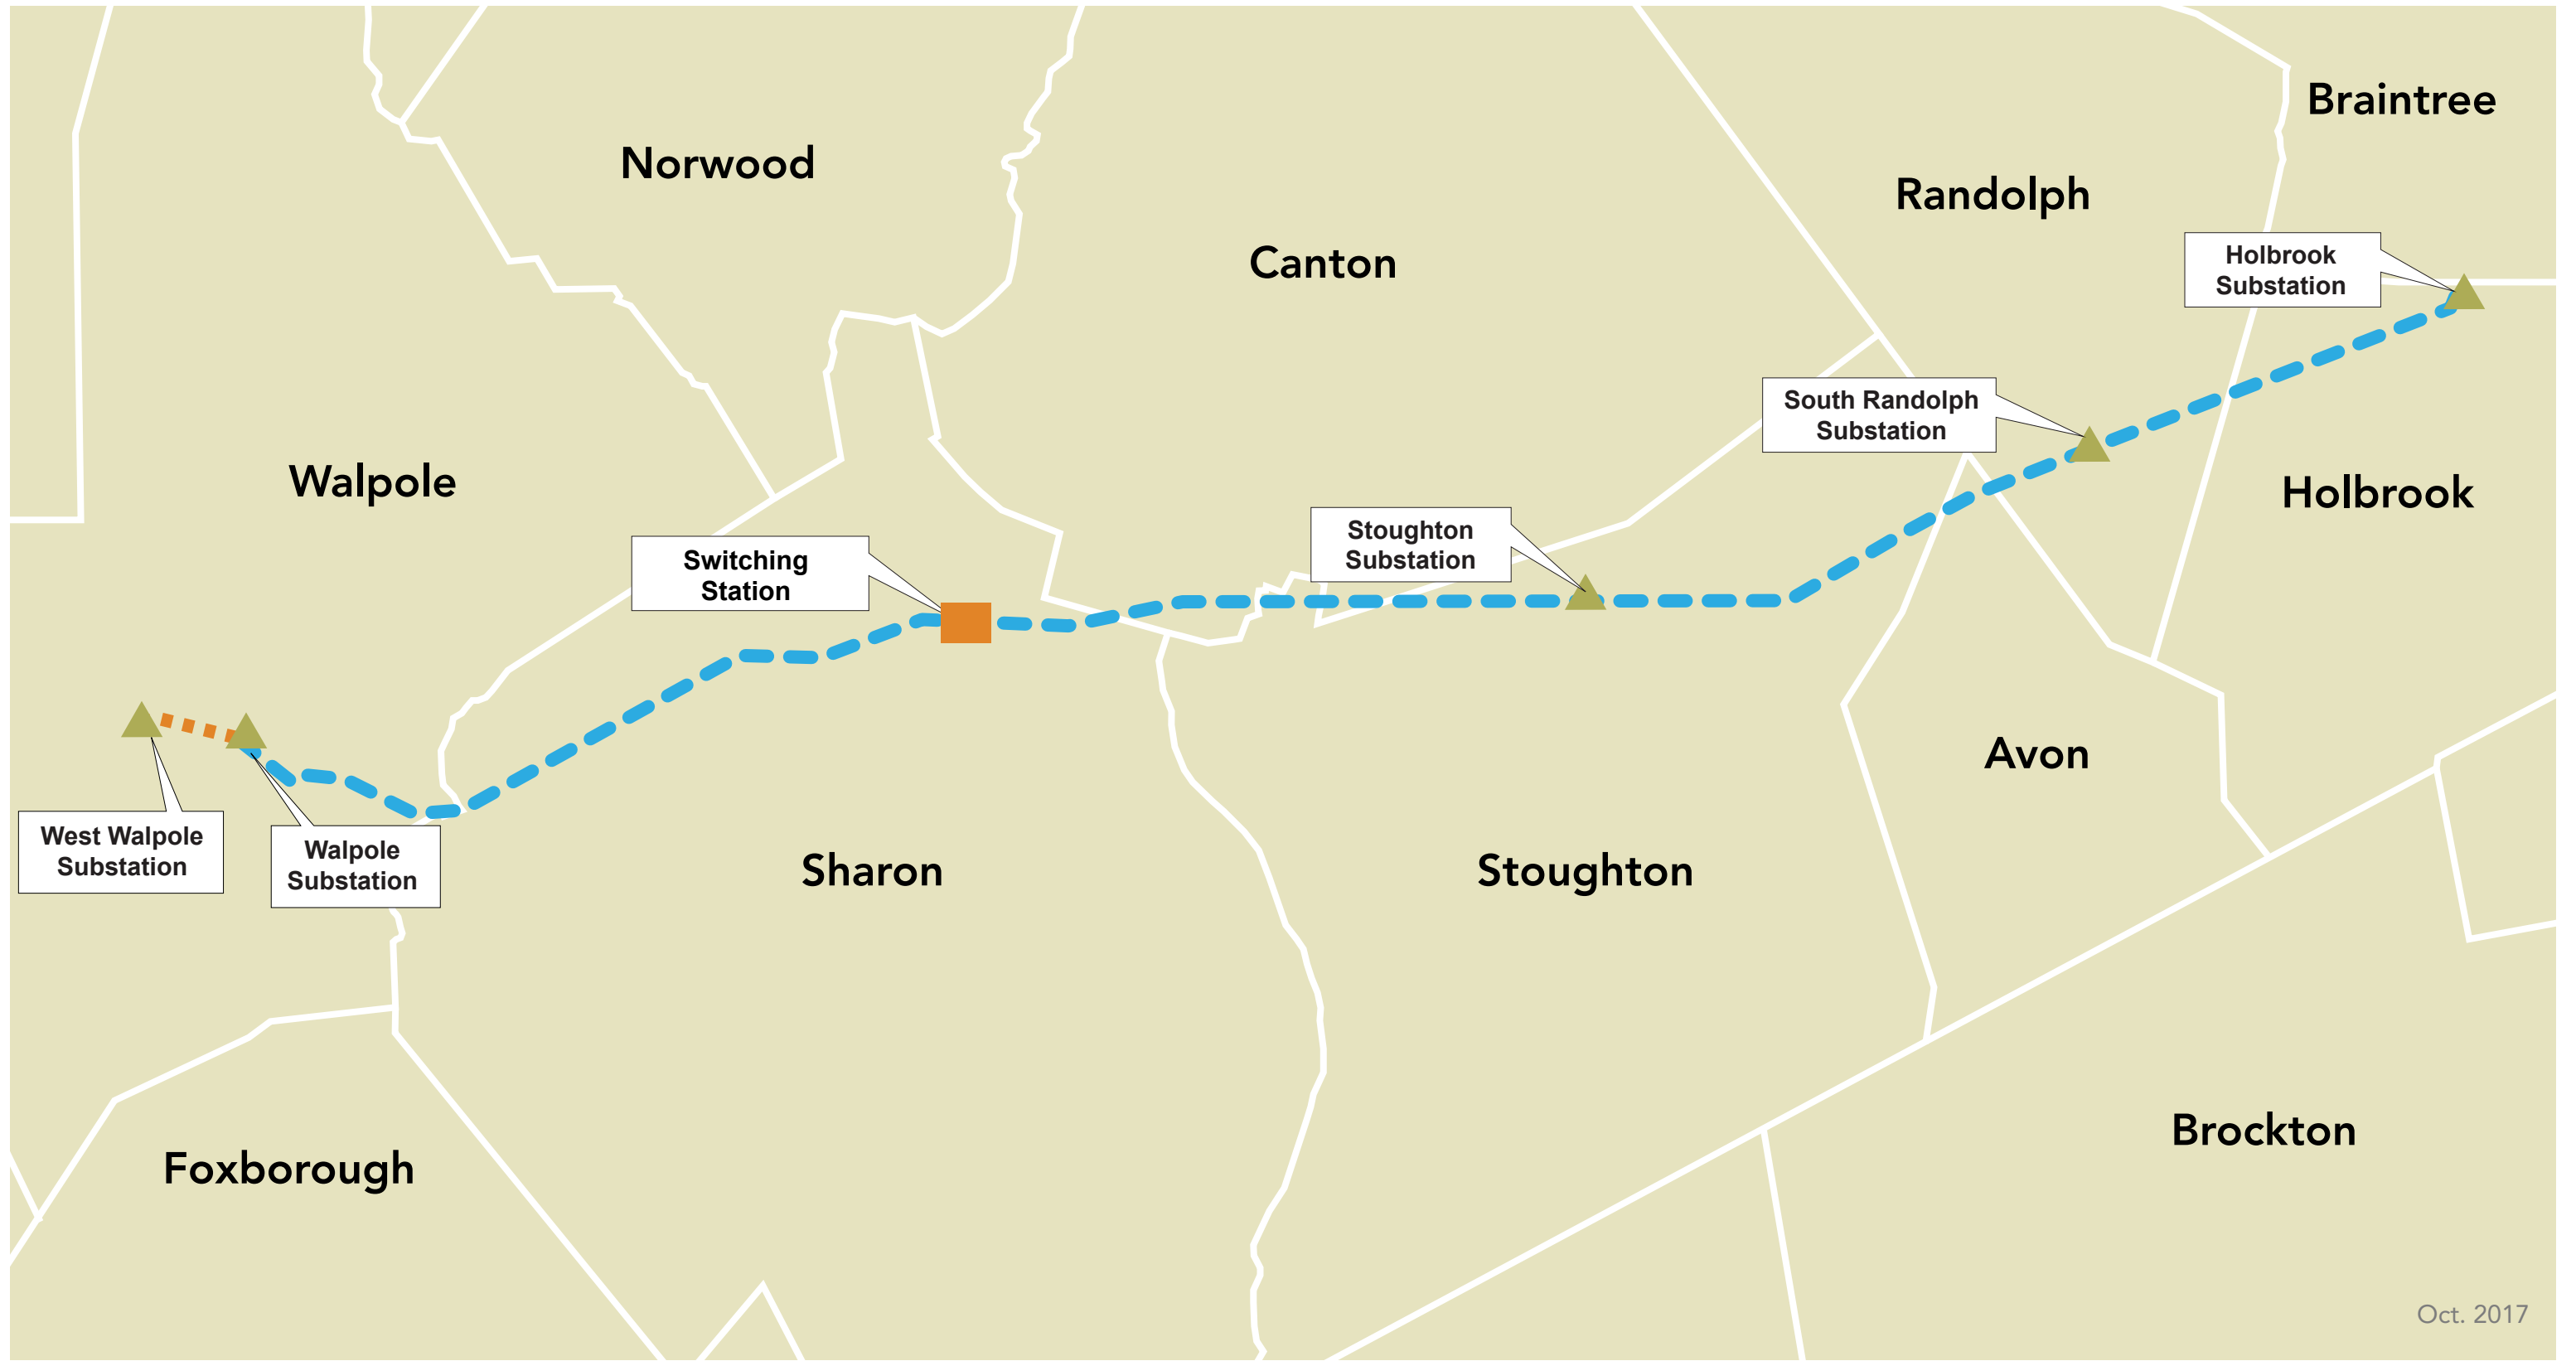 Braintree
Norwood
Randolph
Canton
Holbrook
Substation
South Randolph
Substation
Walpole
Holbrook
Stoughton
Substation
Switching
Station
Avon
West Walpole
Substation
Walpole
Substation
Sharon
Stoughton
Brockton
Foxborough
Oct. 2017